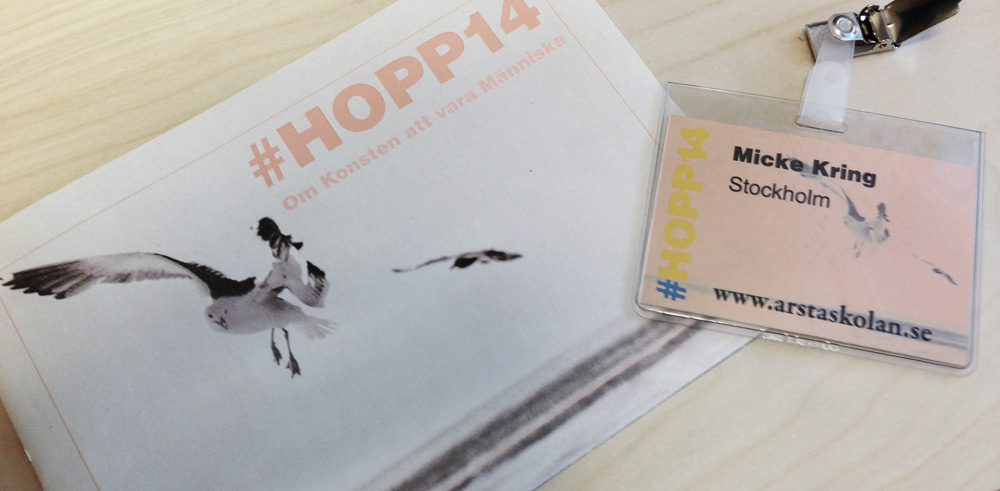 #HOPP14
Om Konsten att vara Människa
#HOPP14
Micke Kring
Stockholm
www.arstaskolan.se